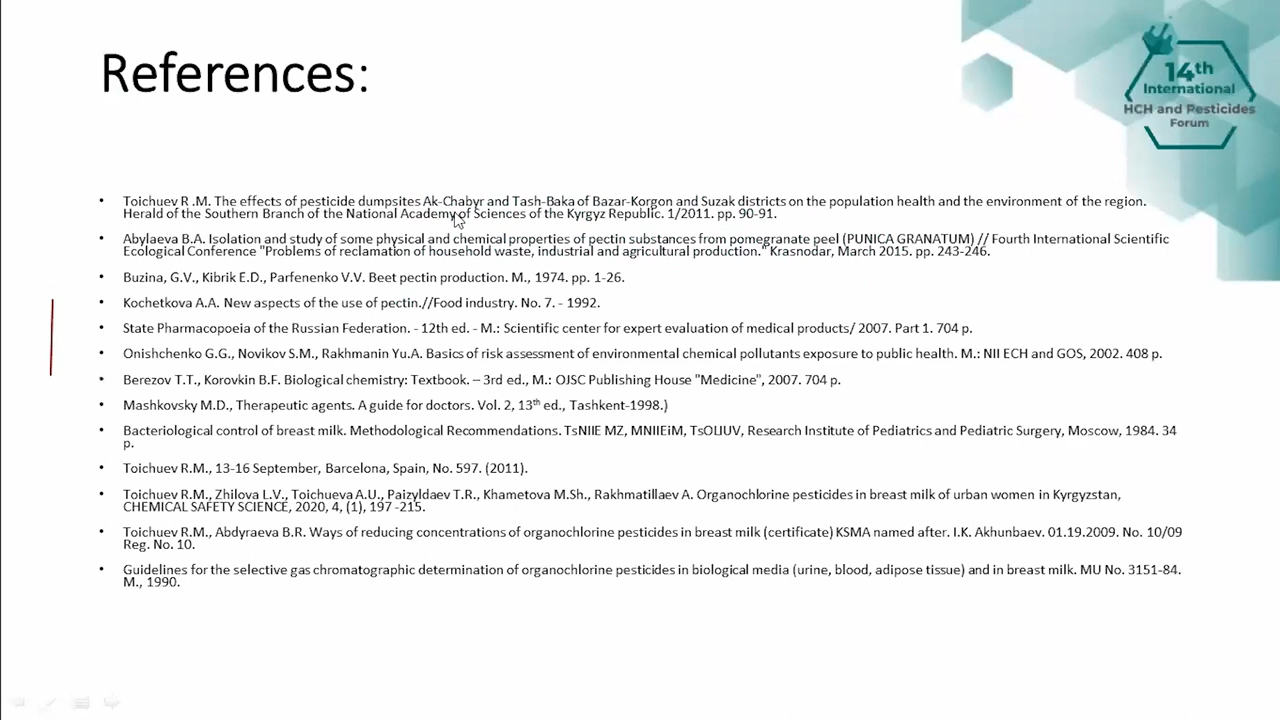 References:
14th
International
HCH and Pesticides
Forum
• Toichuev R .M. The effects of pesticide dumpsites Ak-Chabyr and Tash-Baka of Bazar-Korgon and Suzak districts on the population health and the environment of the region.
Herald of the Southern Branch of the National Academy of Sciences of the Kyrgyz Republic. 1/2011. pp. 90-91.
• Abylaeva B.A. Isolation and study of some physical and chemical properties of pectin substances from pomegranate peel (PUNICA GRANATUM) // Fourth International Scientific
Ecological Conference "Problems of reclamation of household waste, industrial and agricultural production." Krasnodar, March 2015. pp. 243-246.
• Buzina, G.V., Kibrik E.D., Parfenenko V.V. Beet pectin production. M., 1974. pp. 1-26.
• Kochetkova A.A. New aspects of the use of pectin.//Food industry. No. 7. - 1992.
• State Pharmacopoeia of the Russian Federation. - 12th ed. - M.: Scientific center for expert evaluation of medical products/ 2007. Part 1. 704 p.
• Onishchenko G.G., Novikov S.M., Rakhmanin Yu.A. Basics of risk assessment of environmental chemical pollutants exposure to public health. M.: NII ECH and GOS, 2002. 408 p.
• Berezov T.T., Korovkin B.F. Biological chemistry: Textbook. – 3rd ed., M.: OJSC Publishing House "Medicine", 2007. 704 p.
• Mashkovsky M.D., Therapeutic agents. A guide for doctors. Vol. 2, 13th ed., Tashkent-1998.)
• Bacteriological control of breast milk. Methodological Recommendations. TsNIIE MZ, MNIIEiM, TsOLIUV, Research Institute of Pediatrics and Pediatric Surgery, Moscow, 1984. 34
p.
• Toichuev R.M., 13-16 September, Barcelona, Spain, No. 597. (2011).
• Toichuev R.M., Zhilova L.V., Toichueva A.U., Paizyldaev T.R., Khametova M.Sh., Rakhmatillaev A. Organochlorine pesticides in breast milk of urban women in Kyrgyzstan,
CHEMICAL SAFETY SCIENCE, 2020, 4, (1), 197 -215.
• Toichuev R.M., Abdyraeva B.R. Ways of reducing concentrations of organochlorine pesticides in breast milk (certificate) KSMA named after. I.K. Akhunbaev. 01.19.2009. No. 10/09
Reg. No. 10.
• Guidelines for the selective gas chromatographic determination of organochlorine pesticides in biological media (urine, blood, adipose tissue) and in breast milk. MU No. 3151-84.
M., 1990.